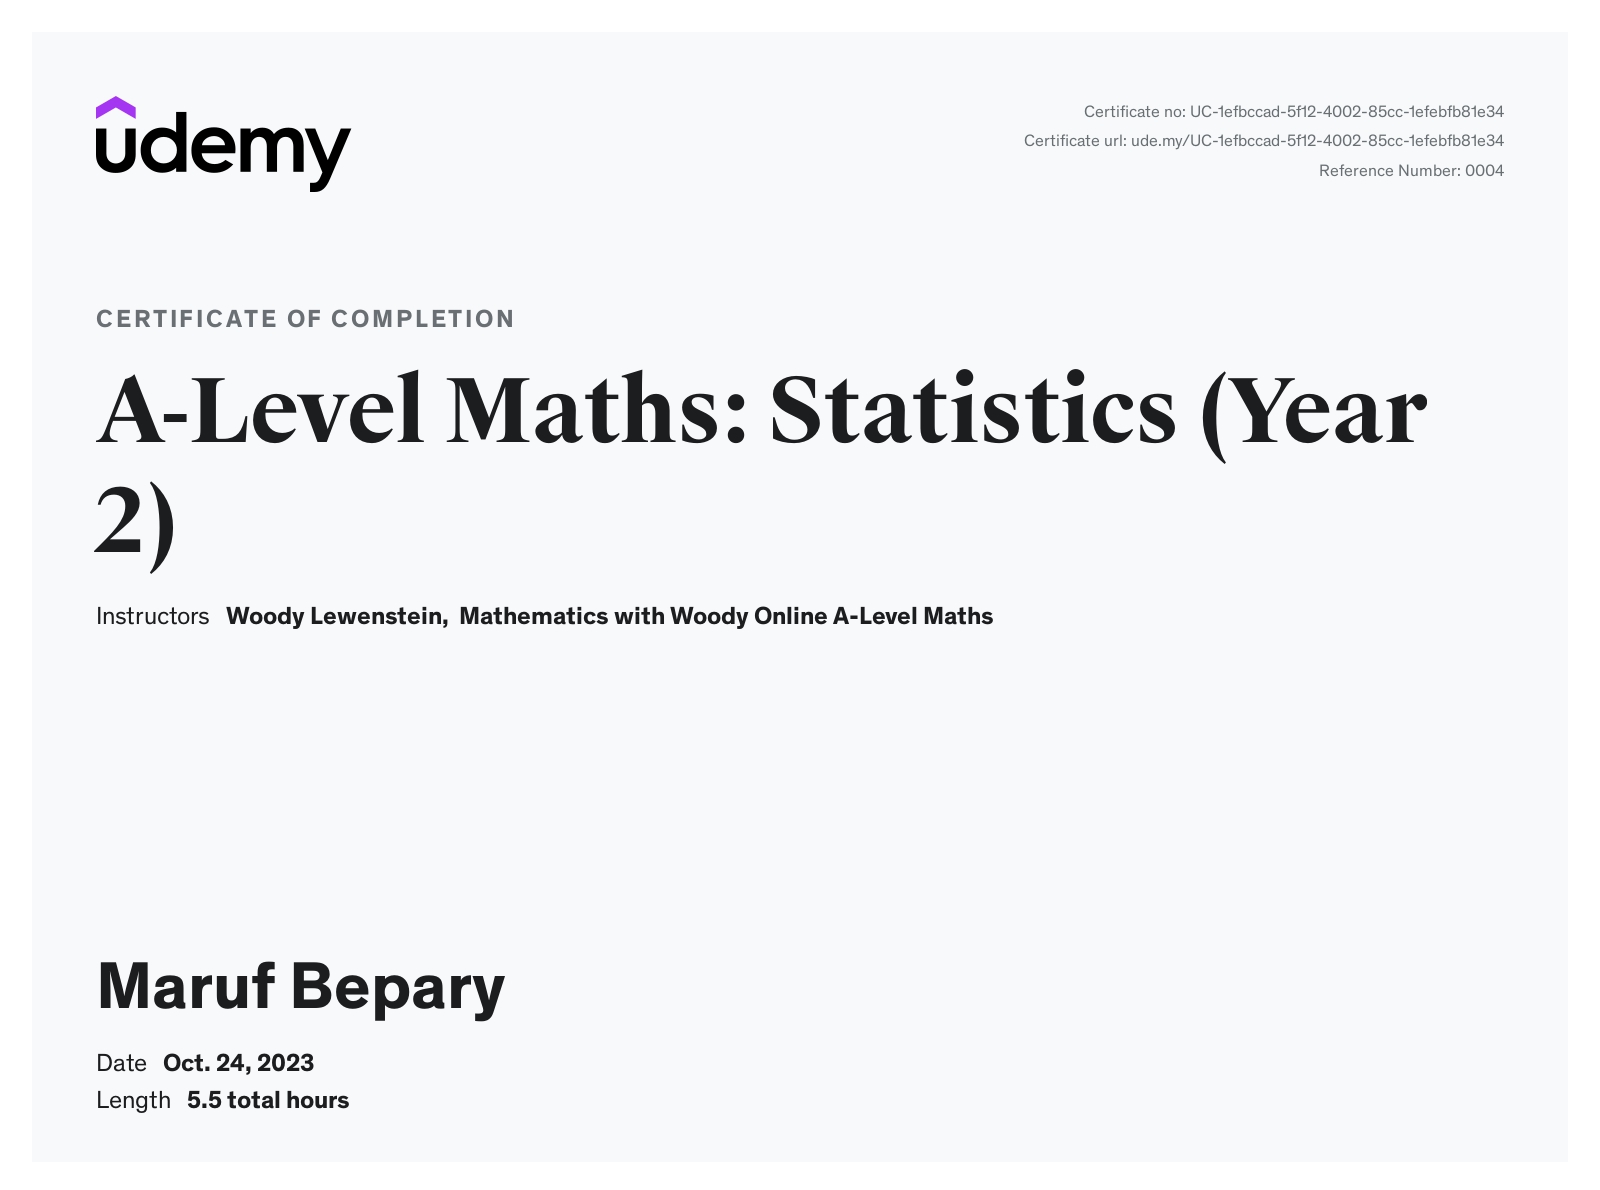 udemy
Certificate no: UC-1efbccad-5f12-4002-85cc-1efebfb81e34
Certificate url: ude.my/UC-1efbccad-5f12-4002-85cc-1efebfb81e34
Reference Number: 0004
CERTIFICATE OF COMPLETION
A-Level Maths: Statistics (Year
2)
Instructors Woody Lewenstein, Mathematics with Woody Online A-Level Maths
Maruf Bepary
Date Oct. 24, 2023
Length 5.5 total hours